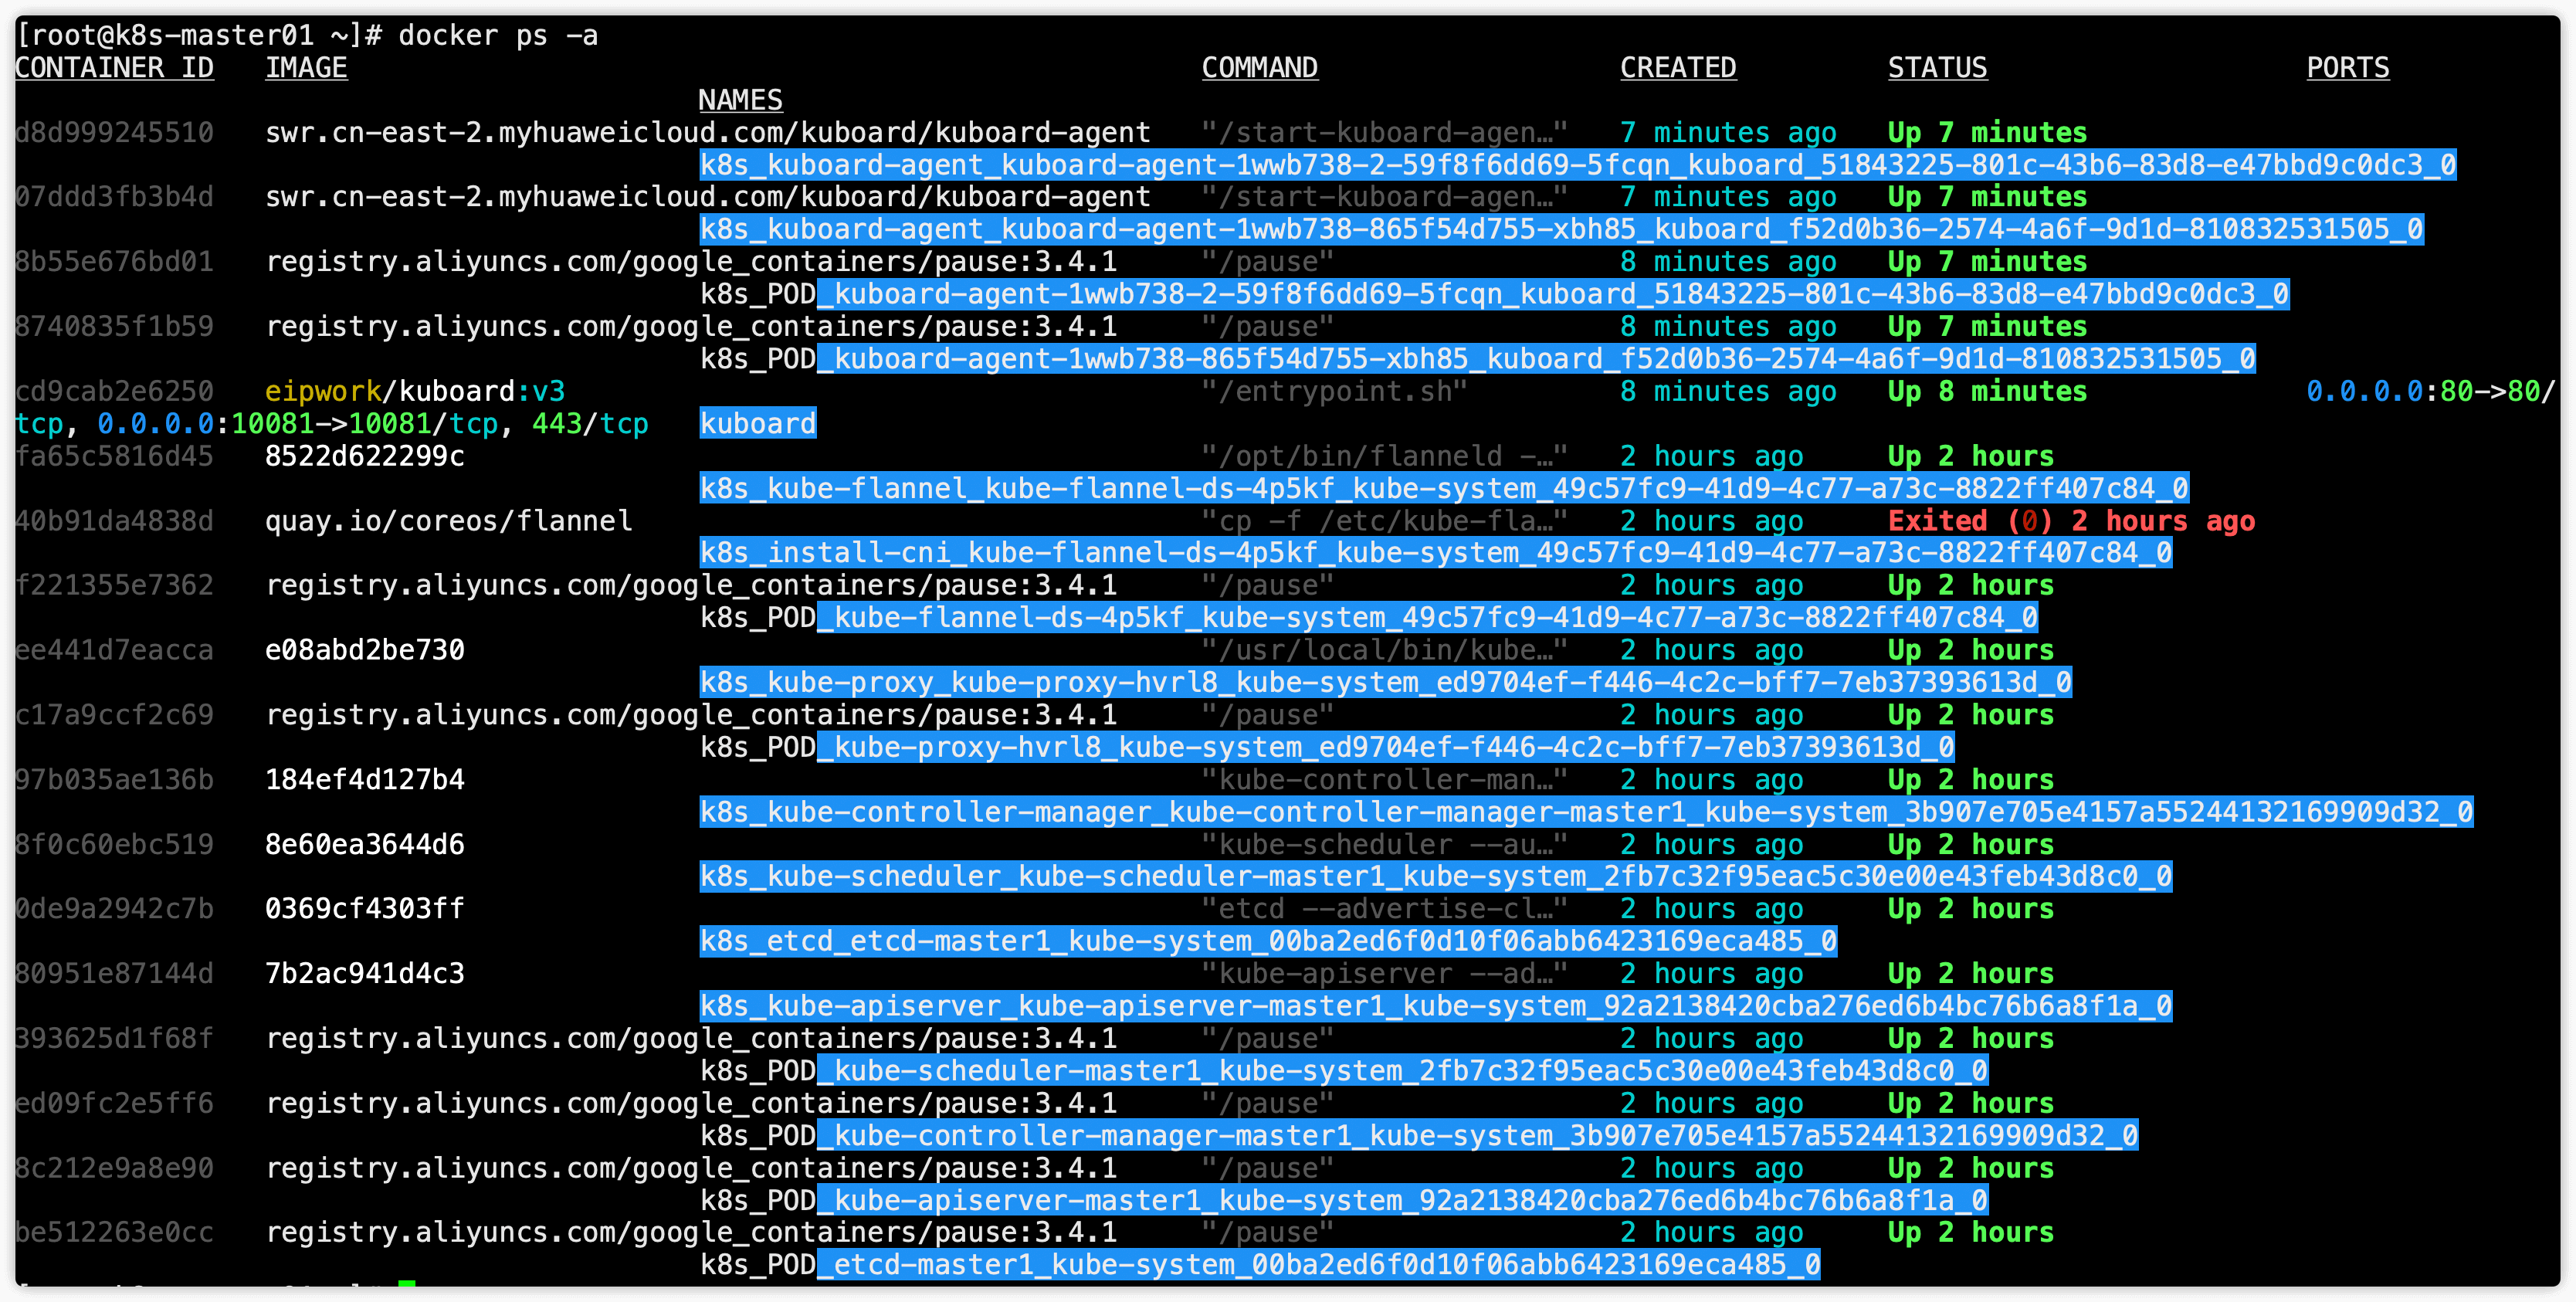 [root@k8s-master01 ~]# docker ps -a
CONTAINER ID IMAGE COMMAND CREATED STATUS PORTS
NAMES
d8d999245510 swr.cn-east-2.myhuaweicloud.com/kuboard/kuboard-agent "/start-kuboard-agen…" 7 minutes ago Up 7 minutes
k8s_kuboard-agent_kuboard-agent-1wwb738-2-59f8f6dd69-5fcqn_kuboard_51843225-801c-43b6-83d8-e47bbd9c0dc3_0
07ddd3fb3b4d swr.cn-east-2.myhuaweicloud.com/kuboard/kuboard-agent "/start-kuboard-agen…" 7 minutes ago Up 7 minutes
k8s_kuboard-agent_kuboard-agent-1wwb738-865f54d755-xbh85_kuboard_f52d0b36-2574-4a6f-9d1d-810832531505_0
8b55e676bd01 registry.aliyuncs.com/google_containers/pause:3.4.1 "/pause" 8 minutes ago Up 7 minutes
k8s_POD_kuboard-agent-1wwb738-2-59f8f6dd69-5fcqn_kuboard_51843225-801c-43b6-83d8-e47bbd9c0dc3_0
8740835f1b59 registry.aliyuncs.com/google_containers/pause:3.4.1 "/pause" 8 minutes ago Up 7 minutes
k8s_POD_kuboard-agent-1wwb738-865f54d755-xbh85_kuboard_f52d0b36-2574-4a6f-9d1d-810832531505_0
cd9cab2e6250 eipwork/kuboard:v3 "/entrypoint.sh" 8 minutes ago Up 8 minutes 0.0.0.0:80->80/
tcp, 0.0.0.0:10081->10081/tcp, 443/tcp kuboard
fa65c5816d45 8522d622299c "/opt/bin/flanneld -…" 2 hours ago Up 2 hours
k8s_kube-flannel_kube-flannel-ds-4p5kf_kube-system_49c57fc9-41d9-4c77-a73c-8822ff407c84_0
40b91da4838d quay.io/coreos/flannel "cp -f /etc/kube-fla…" 2 hours ago Exited (0) 2 hours ago
k8s_install-cni_kube-flannel-ds-4p5kf_kube-system_49c57fc9-41d9-4c77-a73c-8822ff407c84_0
f221355e7362 registry.aliyuncs.com/google_containers/pause:3.4.1 "/pause" 2 hours ago Up 2 hours
k8s_POD_kube-flannel-ds-4p5kf_kube-system_49c57fc9-41d9-4c77-a73c-8822ff407c84_0
ee441d7eacca e08abd2be730 "/usr/local/bin/kube…" 2 hours ago Up 2 hours
k8s_kube-proxy_kube-proxy-hvrl8_kube-system_ed9704ef-f446-4c2c-bff7-7eb37393613d_0
c17a9ccf2c69 registry.aliyuncs.com/google_containers/pause:3.4.1 "/pause" 2 hours ago Up 2 hours
k8s_POD_kube-proxy-hvrl8_kube-system_ed9704ef-f446-4c2c-bff7-7eb37393613d_0
97b035ae136b 184ef4d127b4 "kube-controller-man…" 2 hours ago Up 2 hours
k8s_kube-controller-manager_kube-controller-manager-master1_kube-system_3b907e705e4157a55244132169909d32_0
8f0c60ebc519 8e60ea3644d6 "kube-scheduler --au…" 2 hours ago Up 2 hours
k8s_kube-scheduler_kube-scheduler-master1_kube-system_2fb7c32f95eac5c30e00e43feb43d8c0_0
0de9a2942c7b 0369cf4303ff "etcd --advertise-cl…" 2 hours ago Up 2 hours
k8s_etcd_etcd-master1_kube-system_00ba2ed6f0d10f06abb6423169eca485_0
80951e87144d 7b2ac941d4c3 "kube-apiserver --ad…" 2 hours ago Up 2 hours
k8s_kube-apiserver_kube-apiserver-master1_kube-system_92a2138420cba276ed6b4bc76b6a8f1a_0
393625d1f68f registry.aliyuncs.com/google_containers/pause:3.4.1 "/pause" 2 hours ago Up 2 hours
k8s_POD_kube-scheduler-master1_kube-system_2fb7c32f95eac5c30e00e43feb43d8c0_0
ed09fc2e5ff6 registry.aliyuncs.com/google_containers/pause:3.4.1 "/pause" 2 hours ago Up 2 hours
k8s_POD_kube-controller-manager-master1_kube-system_3b907e705e4157a55244132169909d32_0
8c212e9a8e90 registry.aliyuncs.com/google_containers/pause:3.4.1 "/pause" 2 hours ago Up 2 hours
k8s_POD_kube-apiserver-master1_kube-system_92a2138420cba276ed6b4bc76b6a8f1a_0
be512263e0cc registry.aliyuncs.com/google_containers/pause:3.4.1 "/pause" 2 hours ago Up 2 hours
k8s_POD_etcd-master1_kube-system_00ba2ed6f0d10f06abb6423169eca485_0